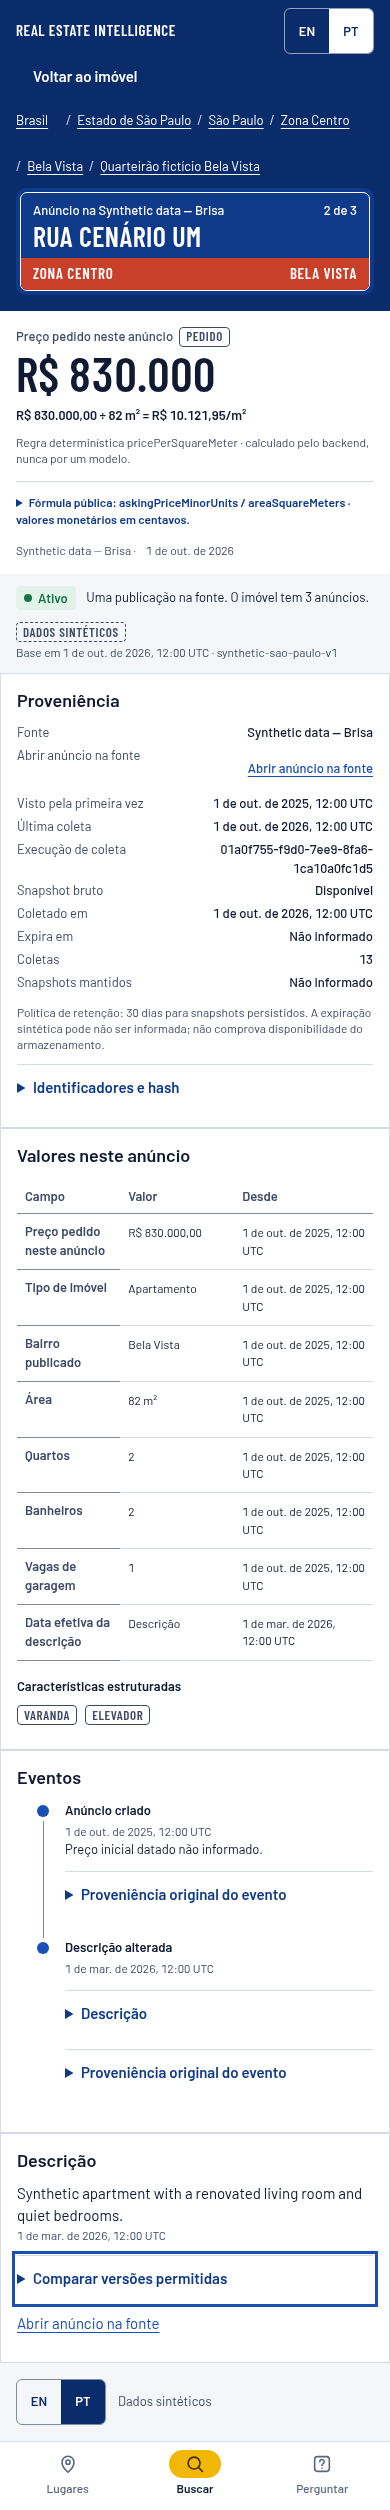 REAL ESTATE INTELLIGENCE
EN PT
Voltar ao imóvel
Brasil / Estado de São Paulo / São Paulo / Zona Centro
/ Bela Vista / Quarteirão fictício Bela Vista
Anúncio na Synthetic data — Brisa 2 de 3
RUA CENÁRIO UM
ZONA CENTRO BELA VISTA
Preço pedido neste anúncio PEDIDO
R$ 830.000
R$ 830.000,00 ÷ 82 m² = R$ 10.121,95/m²
Regra determinística pricePerSquareMeter · calculado pelo backend,
nunca por um modelo.
Fórmula pública: askingPriceMinorUnits / areaSquareMeters ·
valores monetários em centavos.
Synthetic data — Brisa · 1 de out. de 2026
Ativo Uma publicação na fonte. O imóvel tem 3 anúncios.
DADOS SINTÉTICOS
Base em 1 de out. de 2026, 12:00 UTC · synthetic-sao-paulo-v1
Proveniência
Fonte Synthetic data — Brisa
Abrir anúncio na fonte Abrir anúncio na fonte
Visto pela primeira vez 1 de out. de 2025, 12:00 UTC
Última coleta 1 de out. de 2026, 12:00 UTC
Execução de coleta 01a0f755-f9d0-7ee9-8fa6-
1ca10a0fc1d5
Snapshot bruto Disponível
Coletado em 1 de out. de 2026, 12:00 UTC
Expira em Não informado
Coletas 13
Snapshots mantidos Não informado
Política de retenção: 30 dias para snapshots persistidos. A expiração
sintética pode não ser informada; não comprova disponibilidade do
armazenamento.
Identificadores e hash
Valores neste anúncio
Campo Valor Desde
Preço pedido neste anúncio R$ 830.000,00 1 de out. de 2025, 12:00 UTC
Tipo de imóvel Apartamento 1 de out. de 2025, 12:00 UTC
Bairro publicado Bela Vista 1 de out. de 2025, 12:00 UTC
Área 82 m² 1 de out. de 2025, 12:00 UTC
Quartos 2 1 de out. de 2025, 12:00 UTC
Banheiros 2 1 de out. de 2025, 12:00 UTC
Vagas de garagem 1 1 de out. de 2025, 12:00 UTC
Data efetiva da descrição Descrição 1 de mar. de 2026, 12:00 UTC
Características estruturadas
VARANDA ELEVADOR
Eventos
Anúncio criado
1 de out. de 2025, 12:00 UTC
Preço inicial datado não informado.
Proveniência original do evento
Descrição alterada
1 de mar. de 2026, 12:00 UTC
Descrição
Proveniência original do evento
Descrição
Synthetic apartment with a renovated living room and
quiet bedrooms.
1 de mar. de 2026, 12:00 UTC
Comparar versões permitidas
Abrir anúncio na fonte
EN PT Dados sintéticos
Lugares Buscar Perguntar